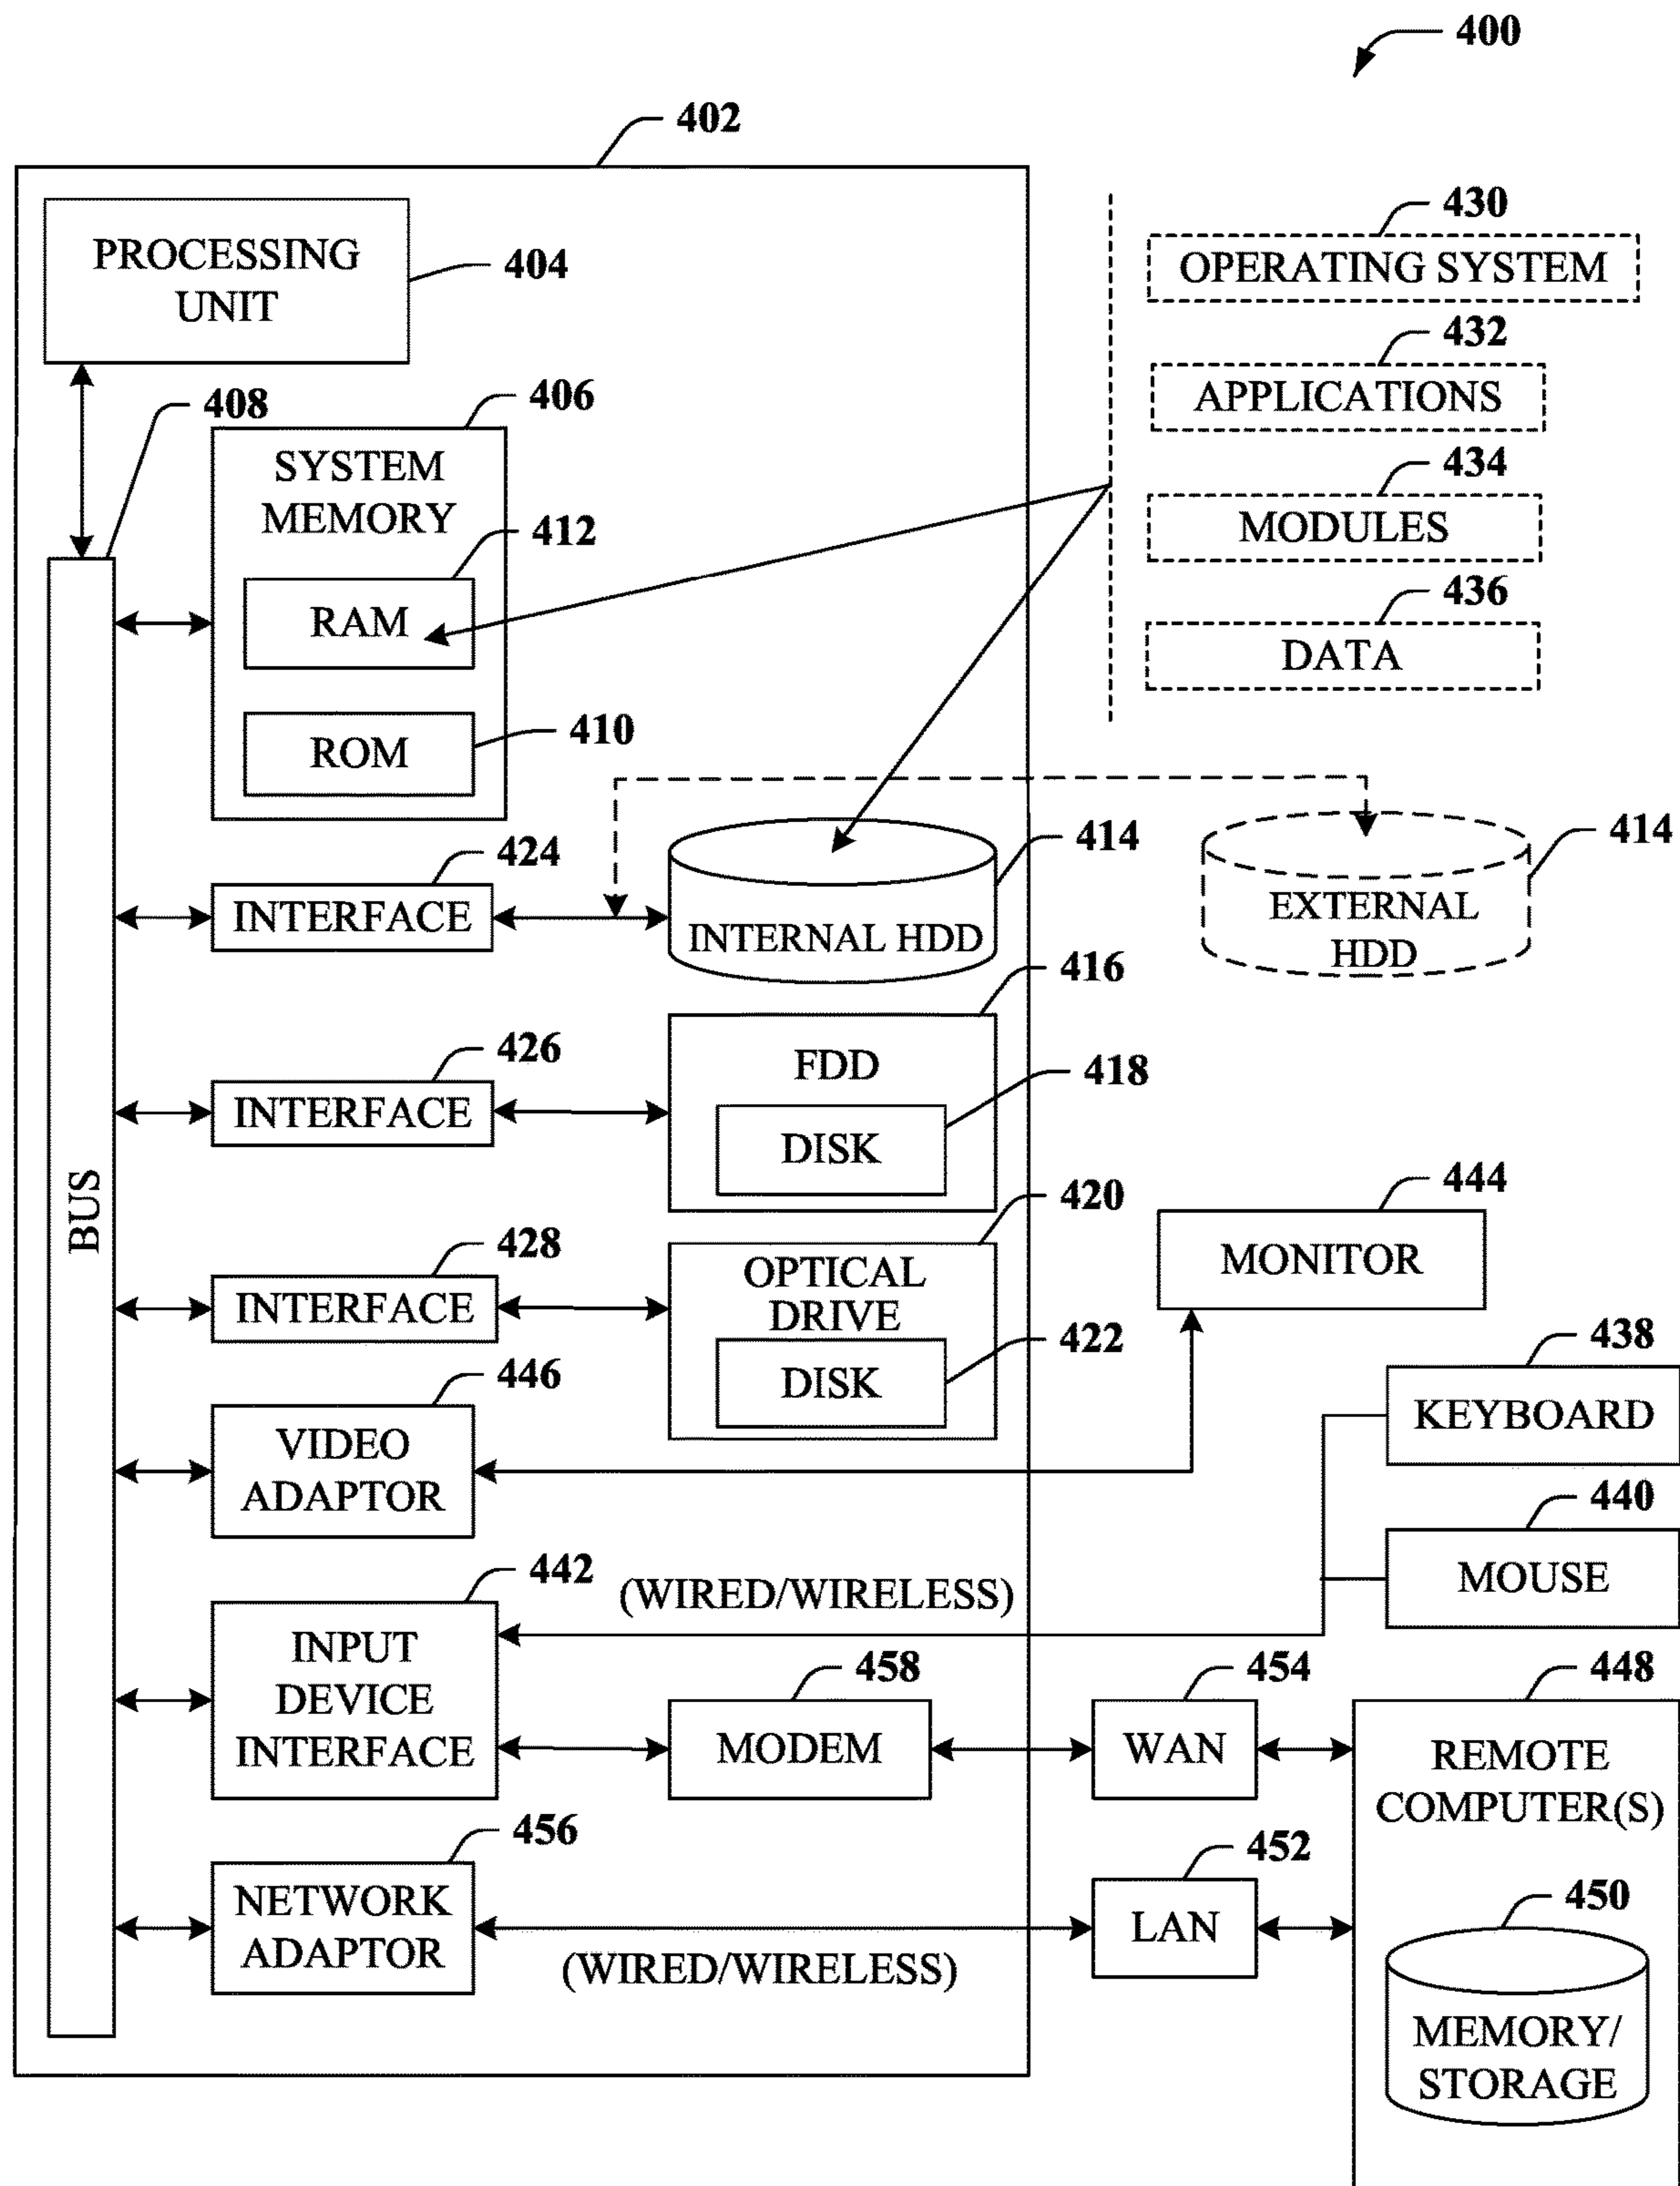 400
402
PROCESSING
UNIT
404
430
OPERATING SYSTEM
432
APPLICATIONS
434
MODULES
436
DATA
408
406
SYSTEM
MEMORY
412
RAM
410
ROM
BUS
424
INTERFACE
414
INTERNAL HDD
414
EXTERNAL
HDD
426
INTERFACE
416
FDD
418
DISK
428
INTERFACE
420
OPTICAL
DRIVE
422
DISK
444
MONITOR
446
VIDEO
ADAPTOR
438
KEYBOARD
440
MOUSE
442
INPUT
DEVICE
INTERFACE
(WIRED/WIRELESS)
458
MODEM
454
WAN
448
REMOTE
COMPUTER(S)
456
NETWORK
ADAPTOR
(WIRED/WIRELESS)
452
LAN
450
MEMORY/
STORAGE